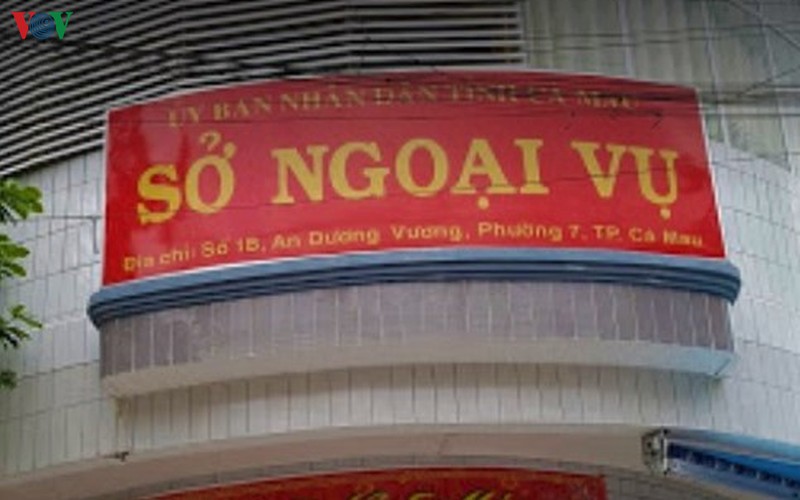 VOV
ỦY BAN NHÂN DÂN TỈNH CÀ MAU
SỞ NGOẠI VỤ
Địa chỉ: Số 1B, An Dương Vương, Phường 7, TP. Cà Mau